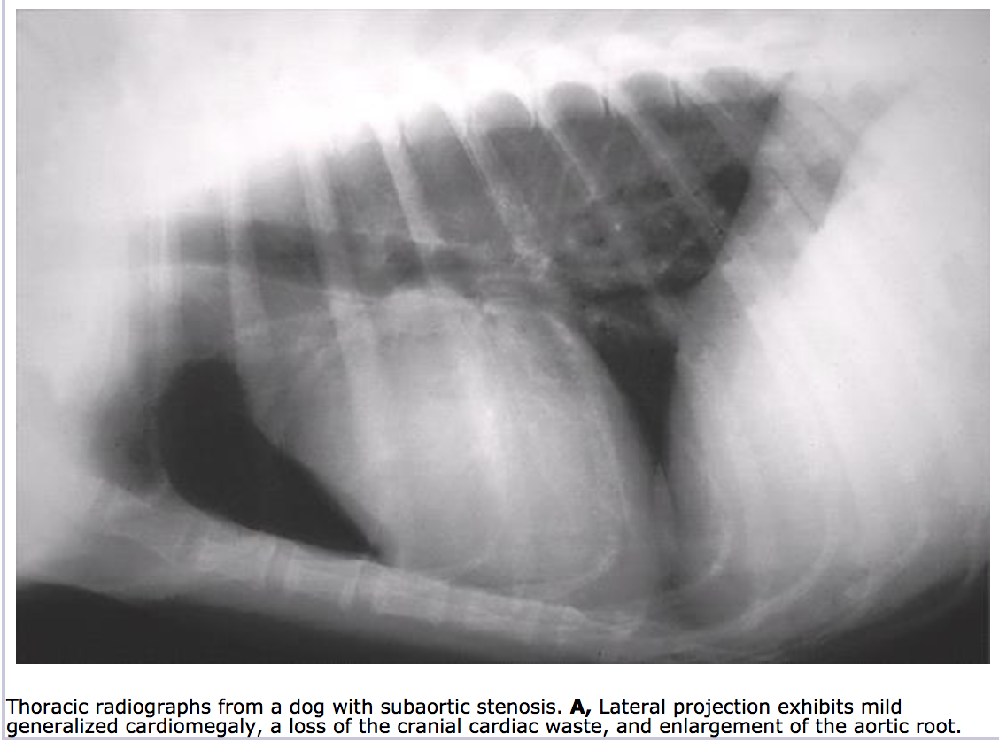 Thoracic radiographs from a dog with subaortic stenosis. A, Lateral projection exhibits mild
generalized cardiomegaly, a loss of the cranial cardiac waste, and enlargement of the aortic root.